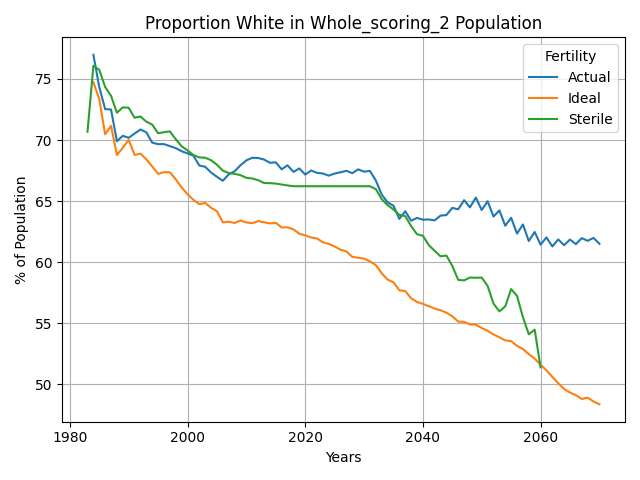 Proportion White in Whole_scoring_2 Population
Fertility
Actual
Ideal
Sterile
% of Population
75
70
65
60
55
50
1980
2000
2020
2040
2060
Years